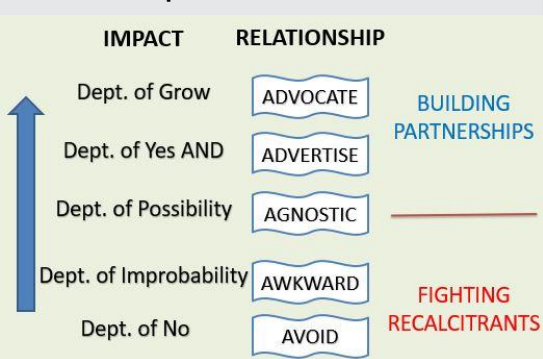 IMPACT RELATIONSHIP
Dept. of Grow ADVOCATE
BUILDING
PARTNERSHIPS
Dept. of Yes AND ADVERTISE
Dept. of Possibility AGNOSTIC
Dept. of Improbability AWKWARD
FIGHTING
RECALCITRANTS
Dept. of No AVOID